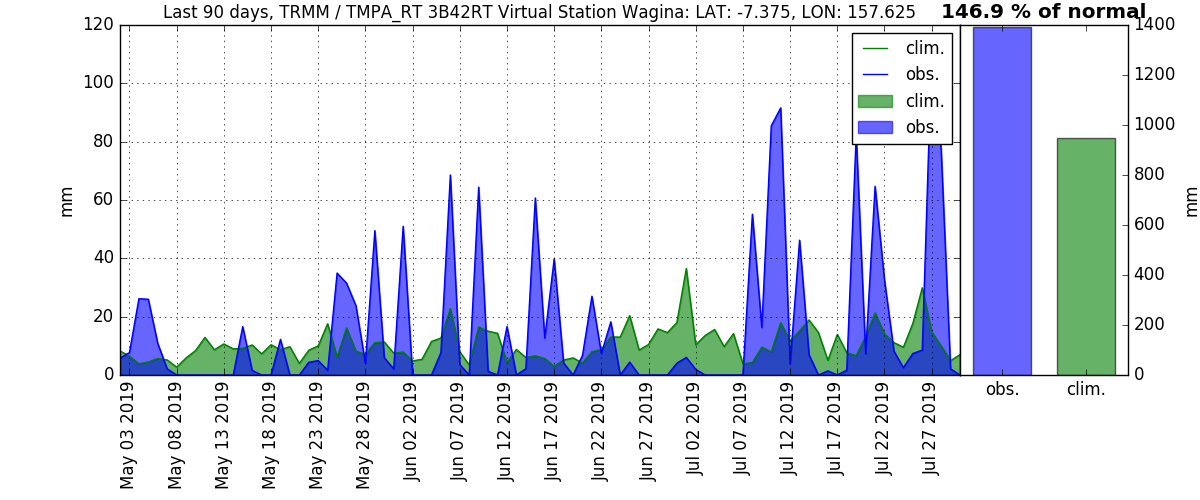 Last 90 days, TRMM / TMPA_RT 3B42RT Virtual Station Wagina: LAT: -7.375, LON: 157.625
146.9 % of normal
120
100
80
60
40
20
0
mm
clim.
obs.
clim.
obs.
May 03 2019
May 08 2019
May 13 2019
May 18 2019
May 23 2019
May 28 2019
Jun 02 2019
Jun 07 2019
Jun 12 2019
Jun 17 2019
Jun 22 2019
Jun 27 2019
Jul 02 2019
Jul 07 2019
Jul 12 2019
Jul 17 2019
Jul 22 2019
Jul 27 2019
obs.
clim.
1400
1200
1000
800
600
400
200
0
mm